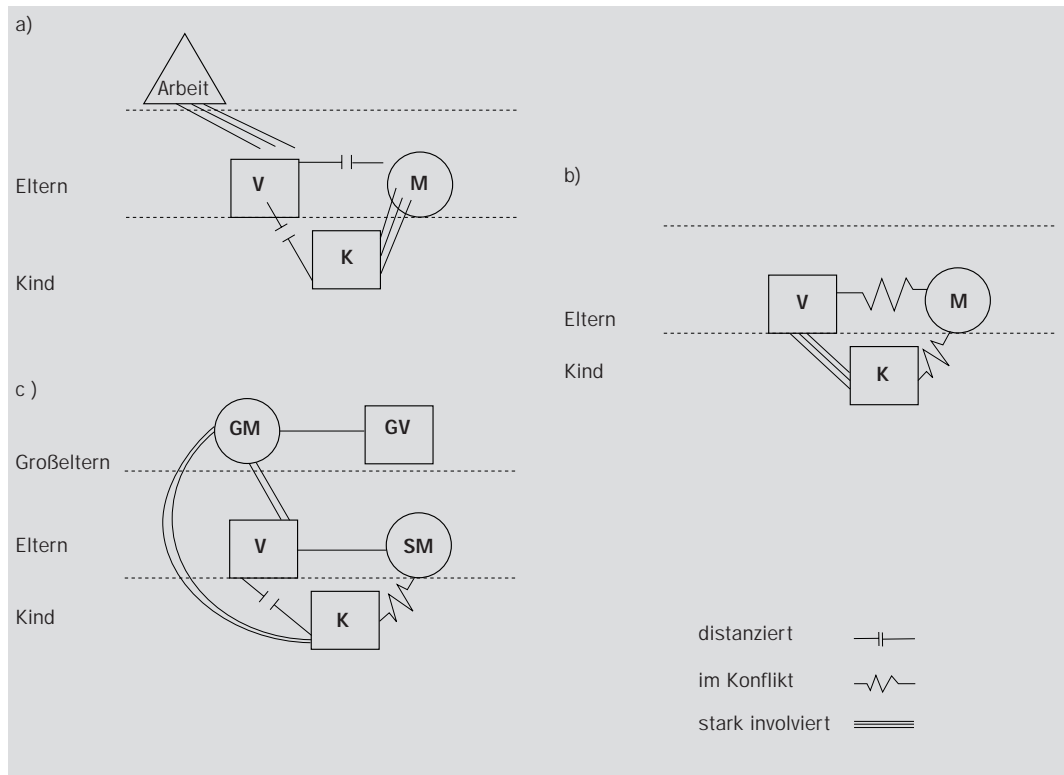 a)
Arbeit
V
M
Eltern
K
Kind
b)
V
M
Eltern
K
Kind
c )
GM
GV
Großeltern
V
SM
Eltern
K
Kind
distanziert
im Konflikt
stark involviert